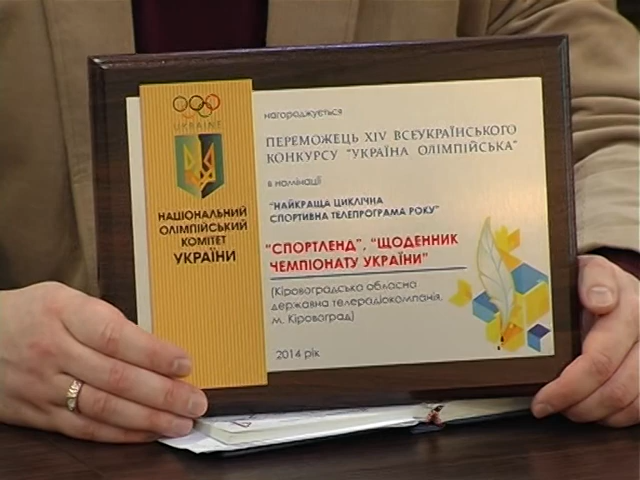 UKRAINE
НАЦІОНАЛЬНИЙ
ОЛІМПІЙСЬКИЙ
КОМІТЕТ
УКРАЇНИ
нагороджується
ПЕРЕМОЖЕЦЬ XIV ВСЕУКРАЇНСЬКОГО
КОНКУРСУ "УКРАЇНА ОЛІМПІЙСЬКА"
в номінації
"НАЙКРАЩА ЦИКЛІЧНА
СПОРТИВНА ТЕЛЕПРОГРАМА РОКУ"
"СПОРТЛЕНД", "ЩОДЕННИК
ЧЕМПІОНАТУ УКРАЇНИ"
(Кіровоградська обласна
державна телерадіокомпанія,
м. Кіровоград)
2014 рік